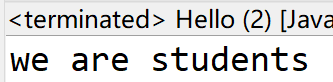 <terminated> Hello (2) [Java
we are students